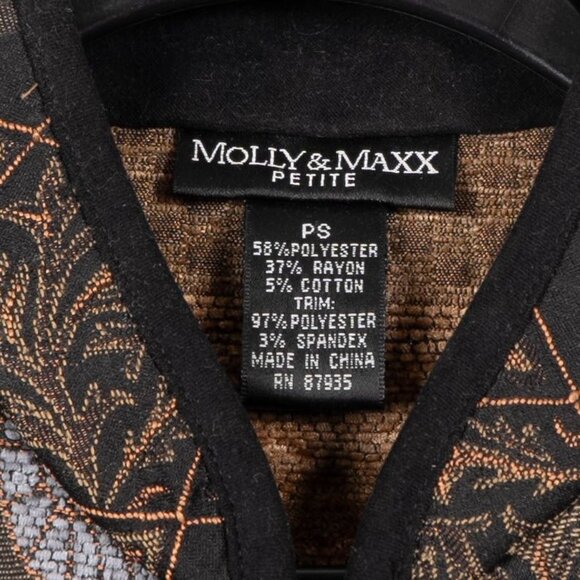 MOLLY & MAXX
PETITE
PS
58% POLYESTER
37% RAYON
5% COTTON
TRIM:
97% POLYESTER
3% SPANDEX
MADE IN CHINA
RN 87935